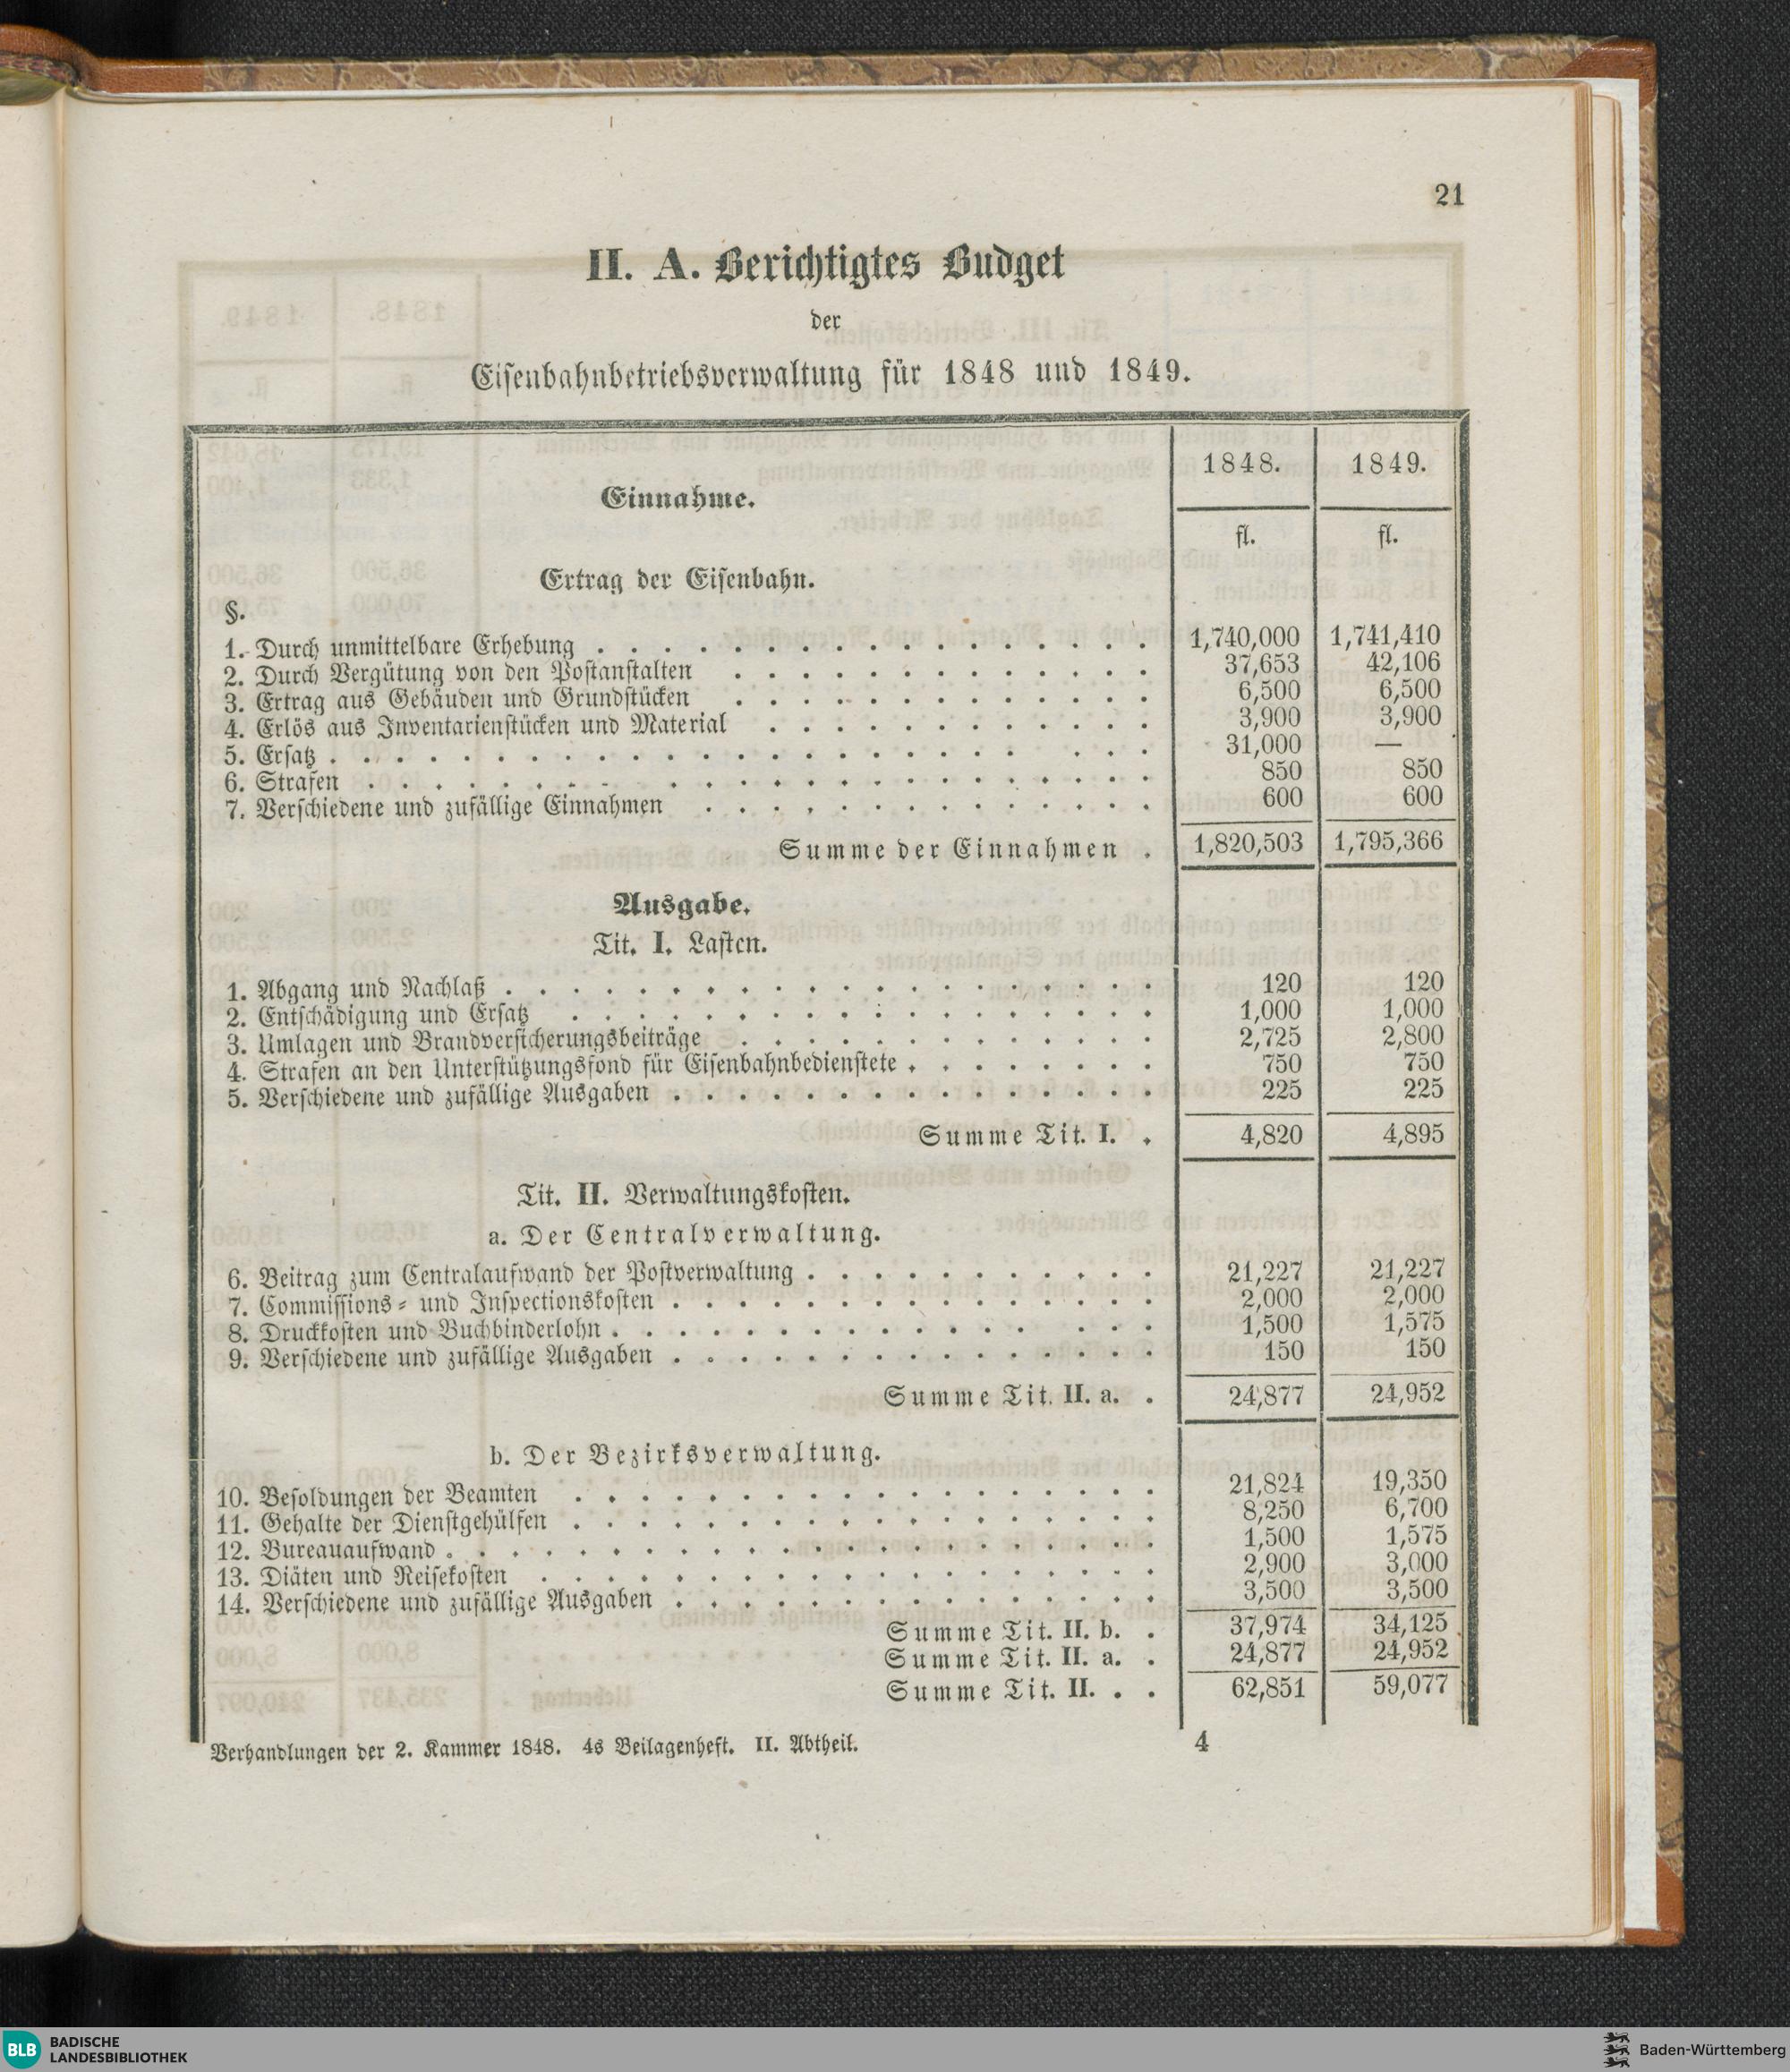 21
II. A. Berichtigtes Budget
der
Eisenbahnbetriebsverwaltung für 1848 und 1849.
1848. 1849.
Einnahme.
fl. fl.
Ertrag der Eisenbahn.
§.
1. Durch unmittelbare Erhebung . . . 1,740,000 1,741,410
2. Durch Vergütung von den Postanstalten . . . 37,653 42,106
3. Ertrag aus Gebäuden und Grundstücken . . . 6,500 6,500
4. Erlös aus Inventarienstücken und Material . . . 3,900 3,900
5. Ersatz . . . 31,000 —
6. Strafen . . . 850 850
7. Verschiedene und zufällige Einnahmen . . . 600 600
Summe der Einnahmen . 1,820,503 1,795,366
Ausgabe.
Tit. I. Lasten.
1. Abgang und Nachlaß . . . 120 120
2. Entschädigung und Ersatz . . . 1,000 1,000
3. Umlagen und Brandversicherungsbeiträge . . . 2,725 2,800
4. Strafen an den Unterstützungsfond für Eisenbahnbedienstete . . . 750 750
5. Verschiedene und zufällige Ausgaben . . . 225 225
Summe Tit. I. . 4,820 4,895
Tit. II. Verwaltungskosten.
a. Der Centralverwaltung.
6. Beitrag zum Centralaufwand der Postverwaltung . . . 21,227 21,227
7. Commissions- und Inspectionskosten . . . 2,000 2,000
8. Druckkosten und Buchbinderlohn . . . 1,500 1,575
9. Verschiedene und zufällige Ausgaben . . . 150 150
Summe Tit. II. a. . 24,877 24,952
b. Der Bezirksverwaltung.
10. Besoldungen der Beamten . . . 21,824 19,350
11. Gehalte der Dienstgehülfen . . . 8,250 6,700
12. Bureauaufwand . . . 1,500 1,575
13. Diäten und Reisekosten . . . 2,900 3,000
14. Verschiedene und zufällige Ausgaben . . . 3,500 3,500
Summe Tit. II. b. . 37,974 34,125
Summe Tit. II. a. . 24,877 24,952
Summe Tit. II. . . 62,851 59,077
Verhandlungen der 2. Kammer 1848. 4s Beilagenheft. II. Abtheil. 4
BLB BADISCHE
LANDESBIBLIOTHEK
Baden-Württemberg